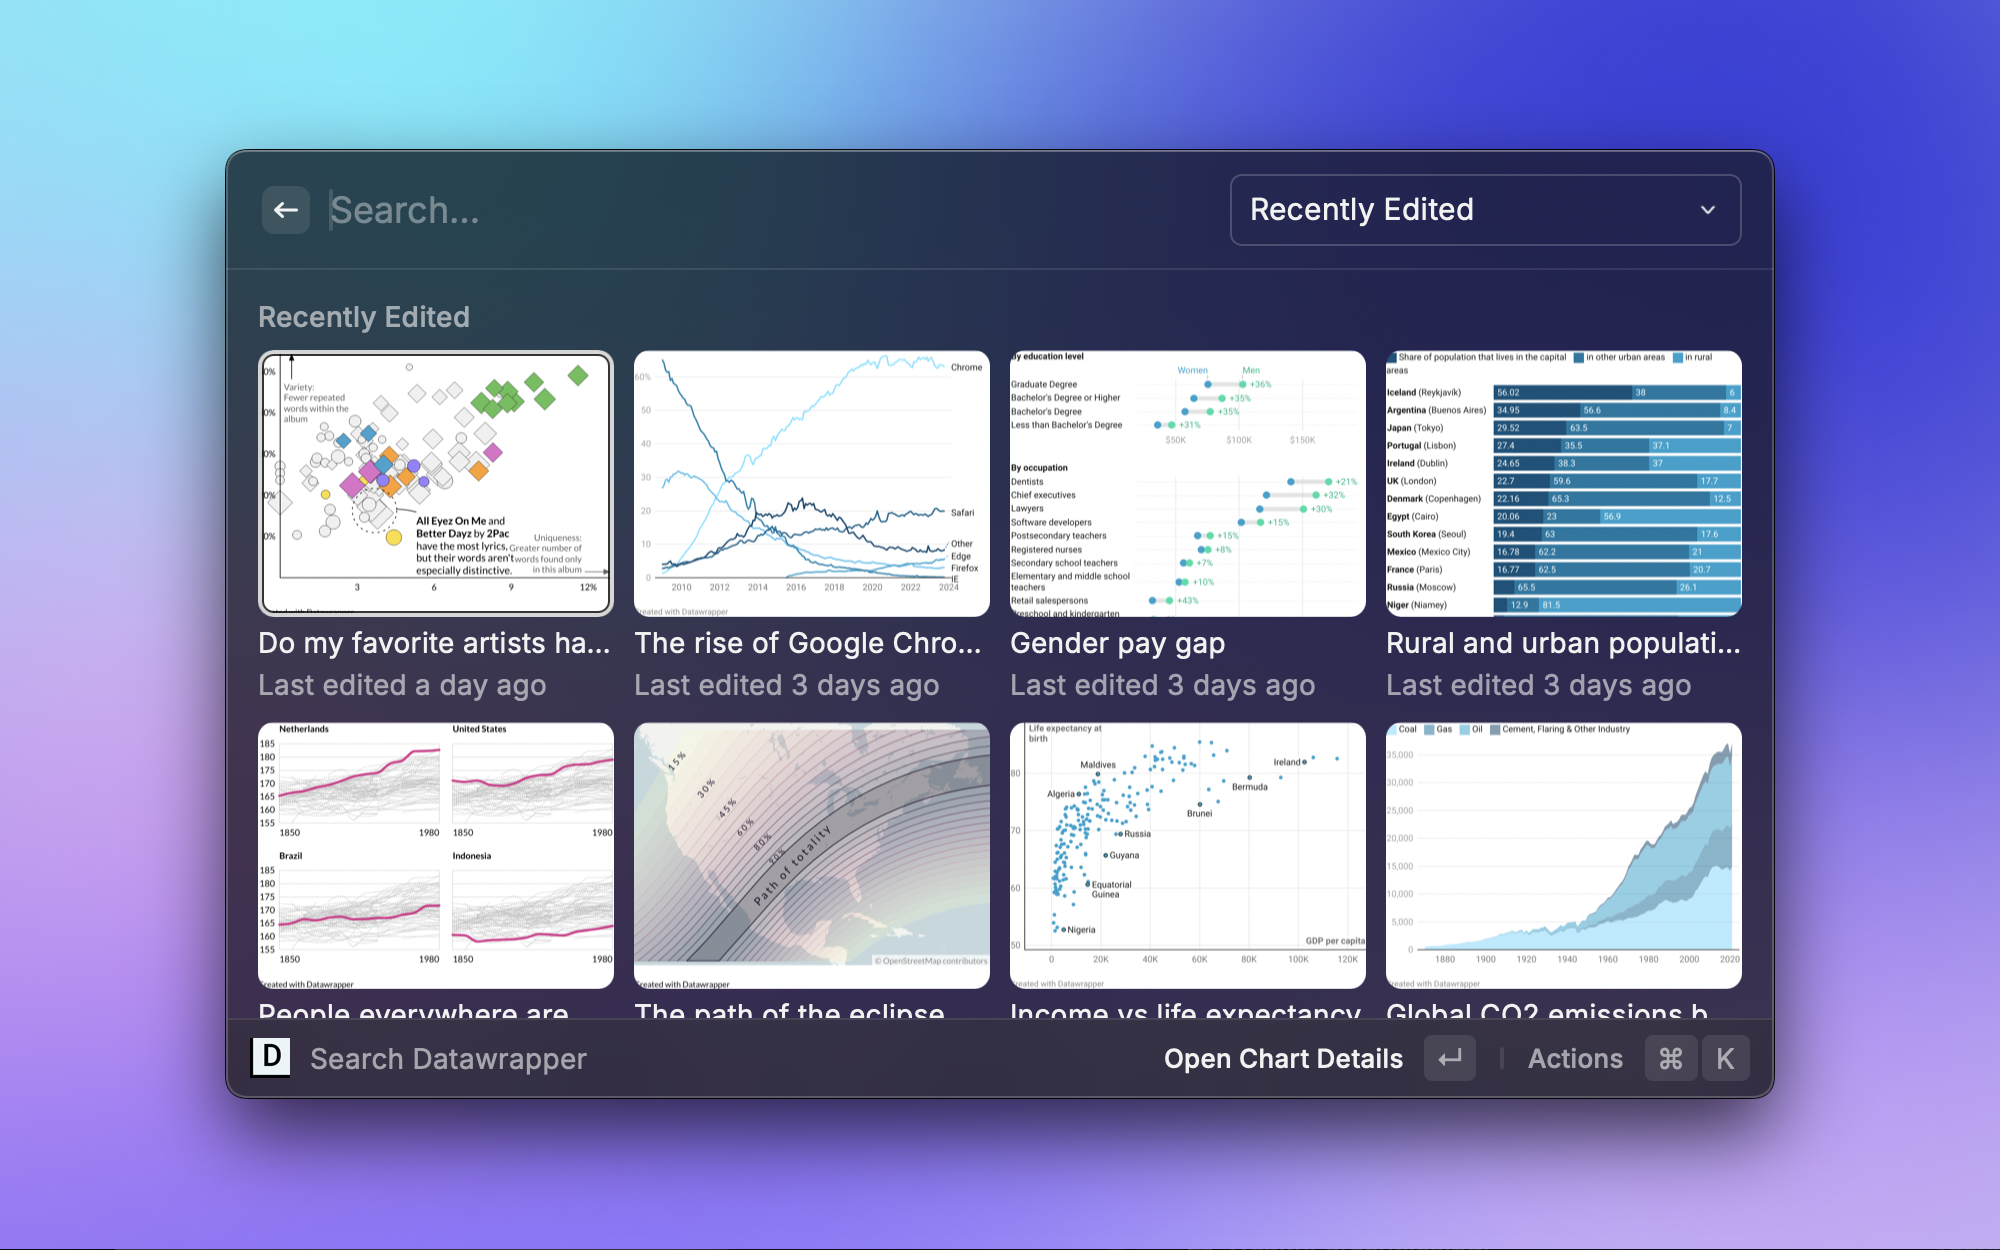 Search...
Recently Edited
Recently Edited
0%
0%
0%
0%
0%
Variety:
Fewer repeated
words within the
album
All Eyez On Me and
Better Dayz by 2Pac
have the most lyrics,
but their words aren't
especially distinctive.
Uniqueness:
Greater number of
words found only
in this album
3
6
9
12%
Do my favorite artists ha...
Last edited a day ago
60%
50
40
30
20
10
0
Chrome
Safari
Other
Edge
Firefox
IE
2010
2012
2014
2016
2018
2020
2022
2024
Created with Datawrapper
The rise of Google Chro...
Last edited 3 days ago
By education level
Women
Men
Graduate Degree
+36%
Bachelor's Degree or Higher
+35%
Bachelor's Degree
+35%
Less than Bachelor's Degree
+31%
$50K
$100K
$150K
By occupation
Dentists
+21%
Chief executives
+32%
Lawyers
+30%
Software developers
+15%
Postsecondary teachers
+15%
Registered nurses
+8%
Secondary school teachers
+7%
Elementary and middle school
teachers
+10%
Retail salespersons
+43%
Preschool and kindergarten
Gender pay gap
Last edited 3 days ago
Share of population that lives in the capital
in other urban areas
in rural
areas
Iceland (Reykjavík) 56.02 38 6
Argentina (Buenos Aires) 34.95 56.6 8.4
Japan (Tokyo) 29.52 63.5 7
Portugal (Lisbon) 27.4 35.5 37.1
Ireland (Dublin) 24.65 38.3 37
UK (London) 22.7 59.6 17.7
Denmark (Copenhagen) 22.16 65.3 12.5
Egypt (Cairo) 20.06 23 56.9
South Korea (Seoul) 19.4 63 17.6
Mexico (Mexico City) 16.78 62.2 21
France (Paris) 16.77 62.5 20.7
Russia (Moscow) 65.5 26.1
Niger (Niamey) 12.9 81.5
Rural and urban populati...
Last edited 3 days ago
Netherlands
185
180
175
170
165
160
155
1850
1980
United States
1850
1980
Brazil
185
180
175
170
165
160
155
1850
1980
Indonesia
1850
1980
Created with Datawrapper
People everywhere are
15%
30%
45%
60%
80%
90%
Path of totality
© OpenStreetMap contributors
Created with Datawrapper
The path of the eclipse
Life expectancy at
birth
80
70
60
50
Maldives
Ireland
Algeria
Bermuda
Brunei
Russia
Guyana
Equatorial
Guinea
Nigeria
GDP per capita
0
20K
40K
60K
80K
100K
120K
Created with Datawrapper
Income vs life expectancy
Coal
Gas
Oil
Cement, Flaring & Other Industry
35,000
30,000
25,000
20,000
15,000
10,000
5,000
0
1880
1900
1920
1940
1960
1980
2000
2020
Created with Datawrapper
Global CO2 emissions b
D
Search Datawrapper
Open Chart Details
Actions
⌘ K